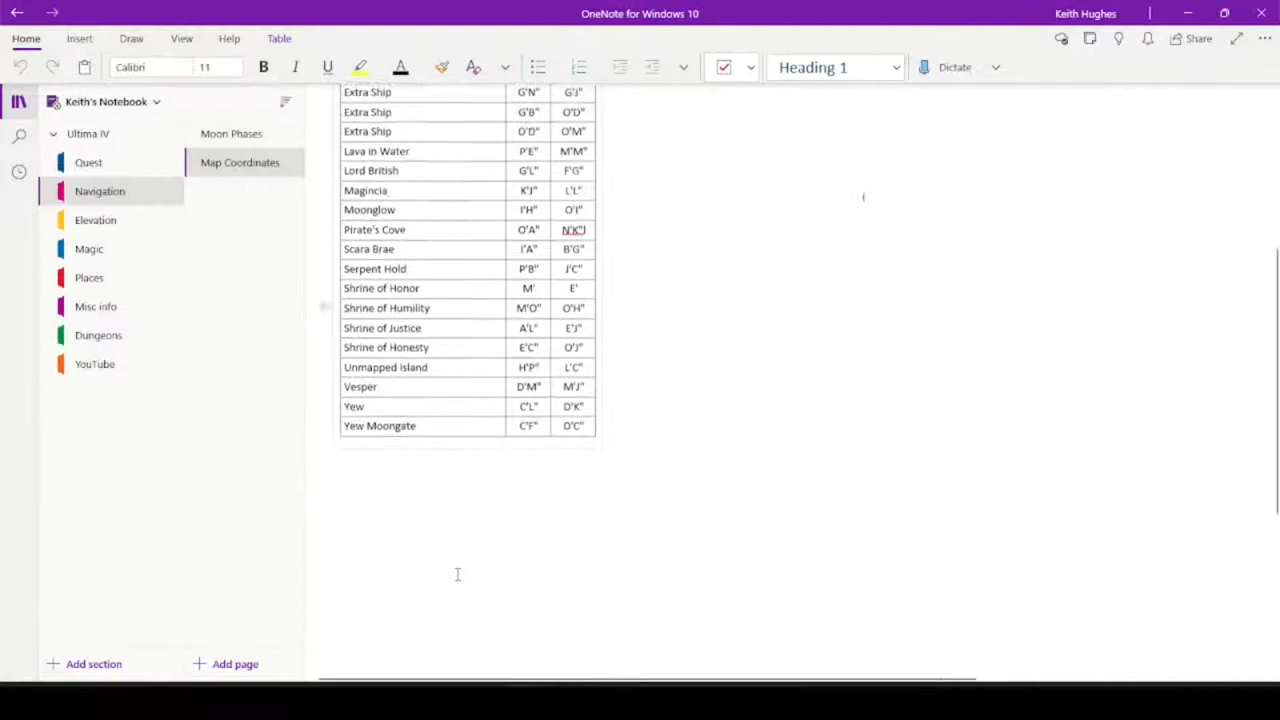 OneNote for Windows 10
Keith Hughes
Home Insert Draw View Help Table
Share
Calibri 11 B I U A Heading 1 Dictate
Keith's Notebook
Ultima IV
Quest
Navigation
Elevation
Magic
Places
Misc info
Dungeons
YouTube
Add section
Moon Phases
Map Coordinates
Add page
Extra Ship G'N" G'J"
Extra Ship G'B" O'D"
Extra Ship O'D" O'M"
Lava in Water P'E" M'M"
Lord British G'L" F'G"
Magincia K'J" L'L"
Moonglow I'H" O'I"
Pirate's Cove O'A" N'K"J
Scara Brae I'A" B'G"
Serpent Hold P'B" J'C"
Shrine of Honor M' E'
Shrine of Humility M'O" O'H"
Shrine of Justice A'L" E'J"
Shrine of Honesty E'C" O'J"
Unmapped Island H'P" L'C"
Vesper D'M" M'J"
Yew C'L" D'K"
Yew Moongate C'F" D'C"
(